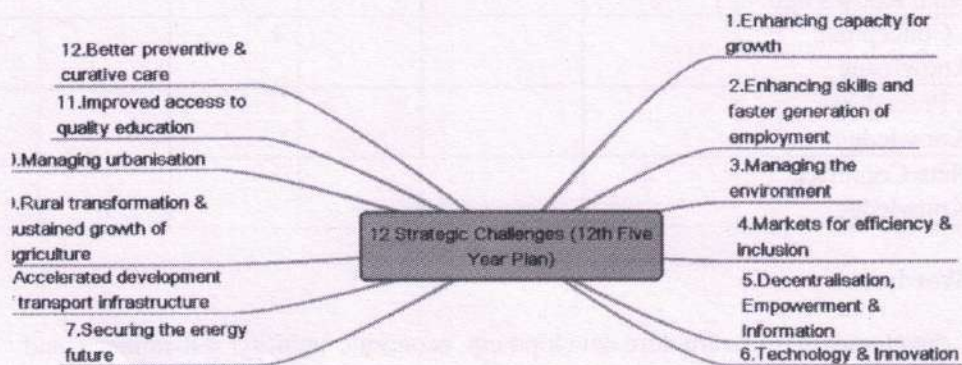 1.Enhancing capacity for
growth
2.Enhancing skills and
faster generation of
employment
3.Managing the
environment
4.Markets for efficiency &
inclusion
5.Decentralisation,
Empowerment &
Information
6.Technology & Innovation
12 Strategic Challenges (12th Five
Year Plan)
12.Better preventive &
curative care
11.Improved access to
quality education
).Managing urbanisation
).Rural transformation &
ustained growth of
griculture
Accelerated development
transport infrastructure
7.Securing the energy
future